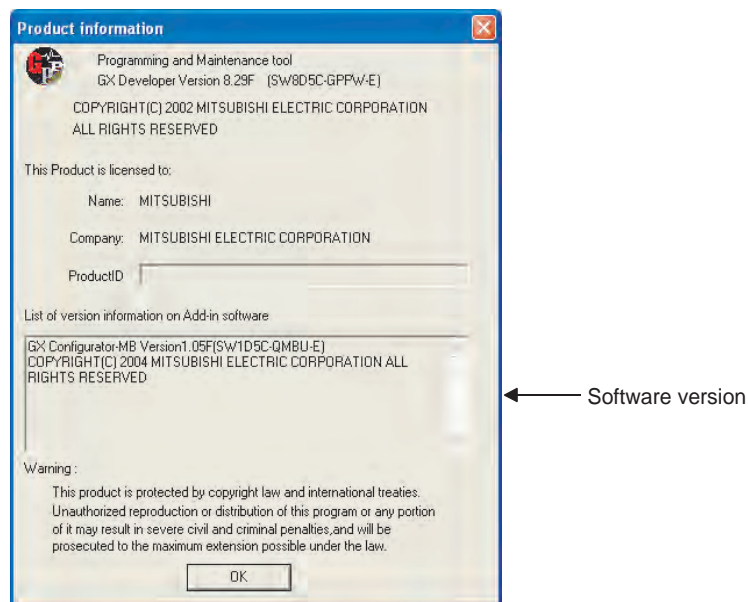 Product information
Programming and Maintenance tool
GX Developer Version 8.29F (SW8D5C-GPPW-E)
COPYRIGHT(C) 2002 MITSUBISHI ELECTRIC CORPORATION
ALL RIGHTS RESERVED
This Product is licensed to:
Name: MITSUBISHI
Company: MITSUBISHI ELECTRIC CORPORATION
ProductID
List of version information on Add-in software
GX Configurator-MB Version1.05F(SW1D5C-QMBU-E)
COPYRIGHT(C) 2004 MITSUBISHI ELECTRIC CORPORATION ALL
RIGHTS RESERVED
Software version
Warning :
This product is protected by copyright law and international treaties.
Unauthorized reproduction or distribution of this program or any portion
of it may result in severe civil and criminal penalties,and will be
prosecuted to the maximum extension possible under the law.
OK